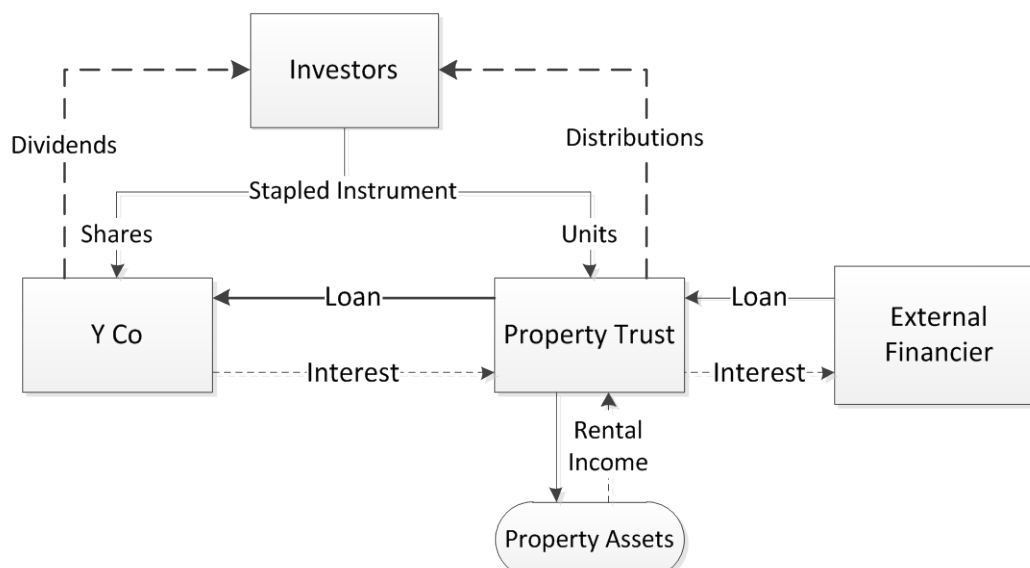 Investors
Dividends
Distributions
Stapled Instrument
Shares
Units
Y Co
Loan
Property Trust
Loan
External
Financier
Interest
Interest
Rental
Income
Property Assets